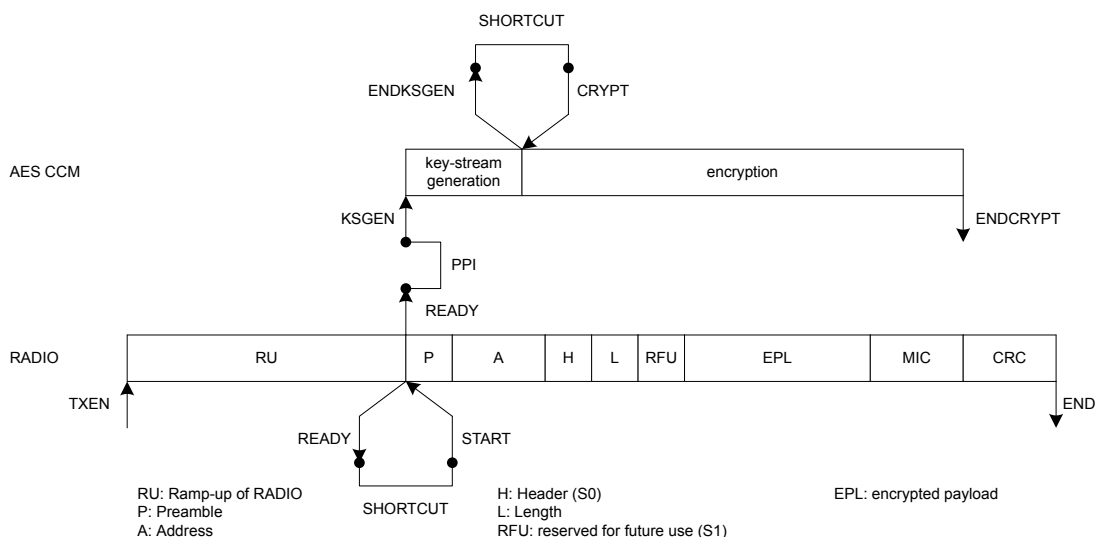 SHORTCUT
ENDKSGEN
CRYPT
AES CCM
key-stream
generation
encryption
KSGEN
ENDCRYPT
PPI
READY
RADIO
RU
P
A
H
L
RFU
EPL
MIC
CRC
TXEN
END
READY
START
SHORTCUT
RU: Ramp-up of RADIO
P: Preamble
A: Address
H: Header (S0)
L: Length
RFU: reserved for future use (S1)
EPL: encrypted payload